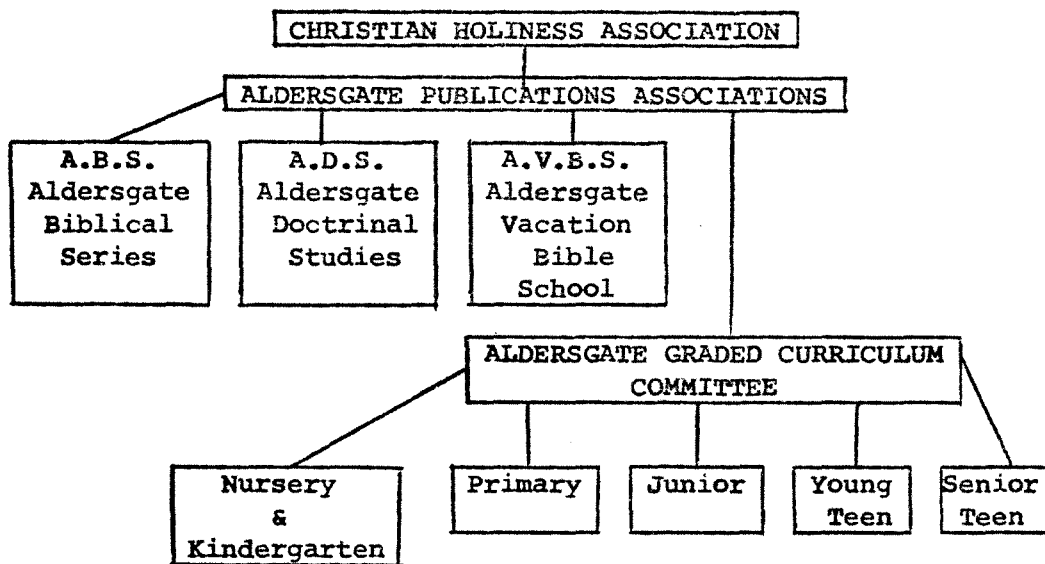 CHRISTIAN HOLINESS ASSOCIATION
ALDERSGATE PUBLICATIONS ASSOCIATIONS
A.B.S.
Aldersgate
Biblical
Series
A.D.S.
Aldersgate
Doctrinal
Studies
A.V.B.S.
Aldersgate
Vacation
Bible
School
ALDERSGATE GRADED CURRICULUM
COMMITTEE
Nursery
&
Kindergarten
Primary
Junior
Young
Teen
Senior
Teen